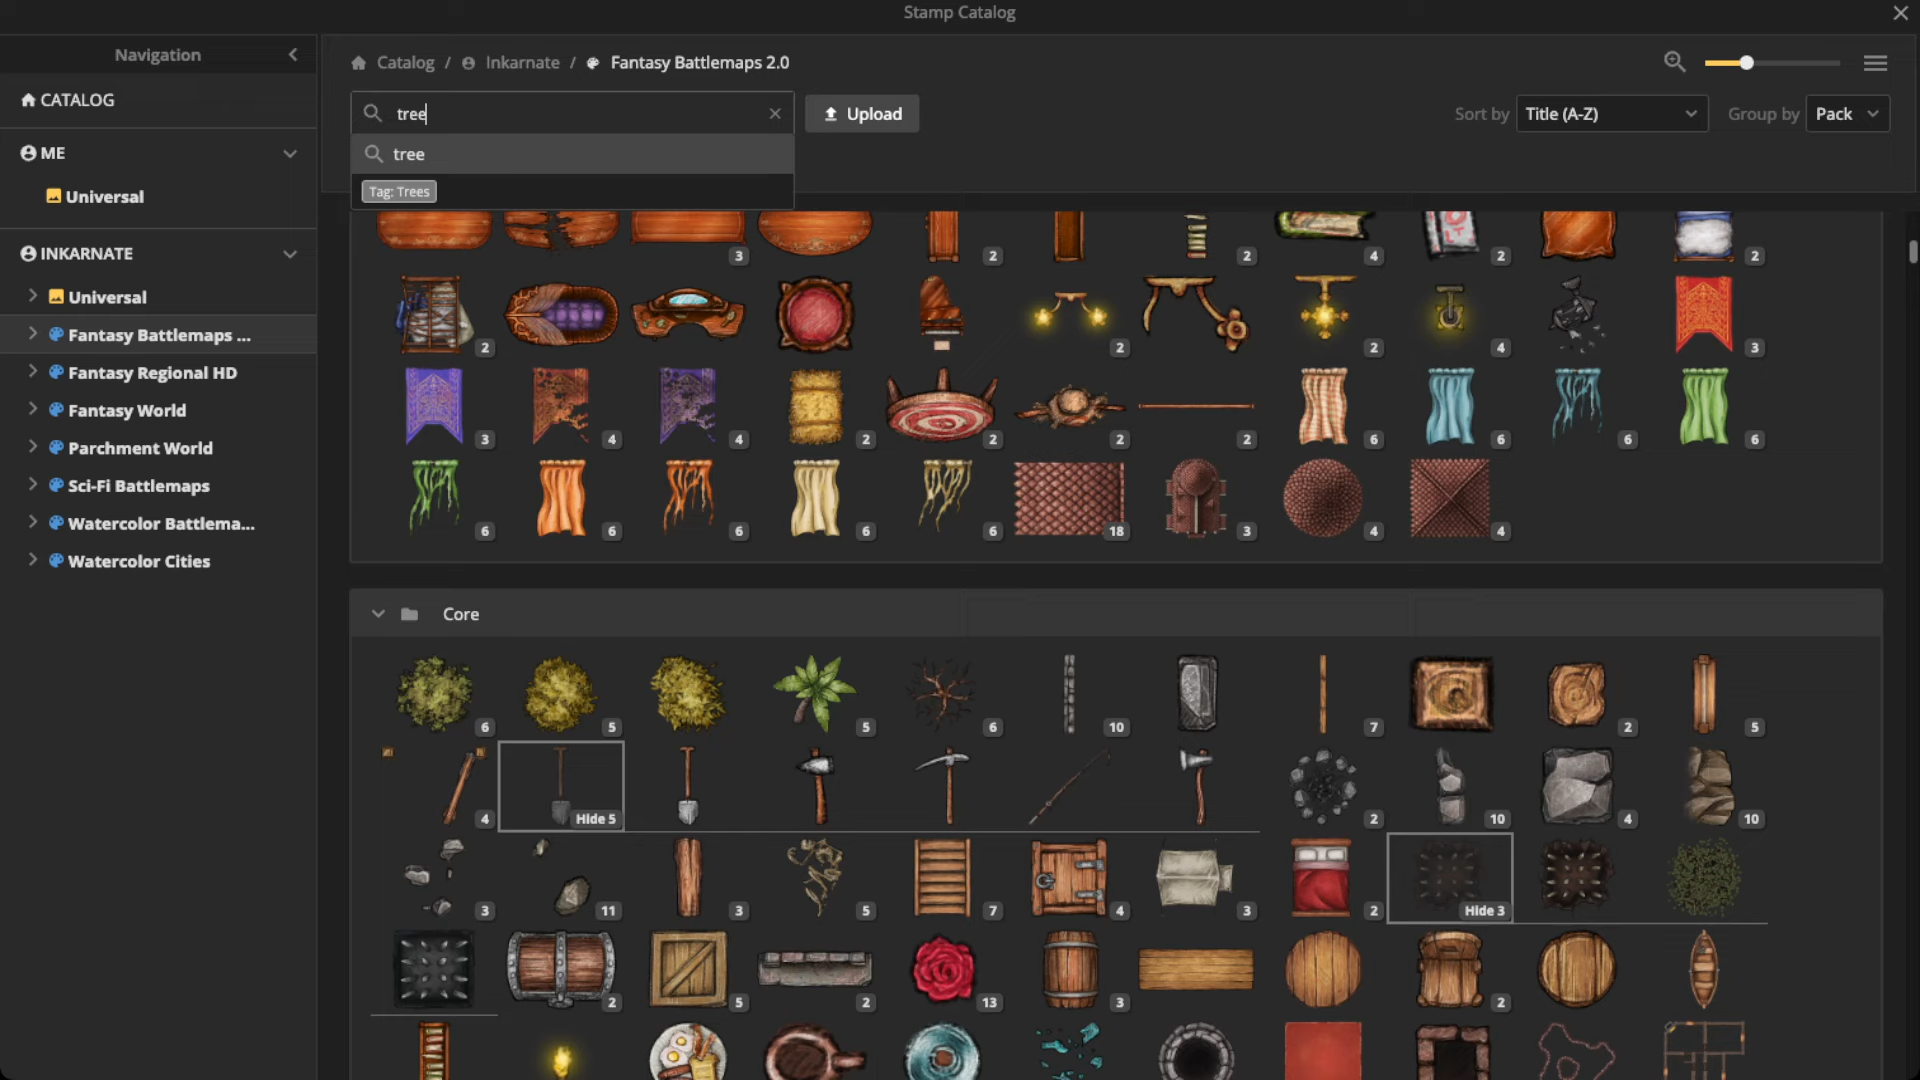 Stamp Catalog
Navigation
CATALOG
ME
Universal
INKARNATE
Universal
Fantasy Battlemaps ...
Fantasy Regional HD
Fantasy World
Parchment World
Sci-Fi Battlemaps
Watercolor Battlema...
Watercolor Cities
Catalog / Inkarnate / Fantasy Battlemaps 2.0
tree
Upload
Sort by Title (A-Z) Group by Pack
tree
Tag: Trees
3 2 2 4 2 2
2 2 2 4 3
3 4 4 2 2 2 2 6 6 6 6
6 6 6 6 6 18 3 4 4
Core
6 5 5 6 10 7 2 5
4 Hide 5 2 10 4 10
3 11 3 5 7 4 3 2 Hide 3
2 5 2 13 3 2